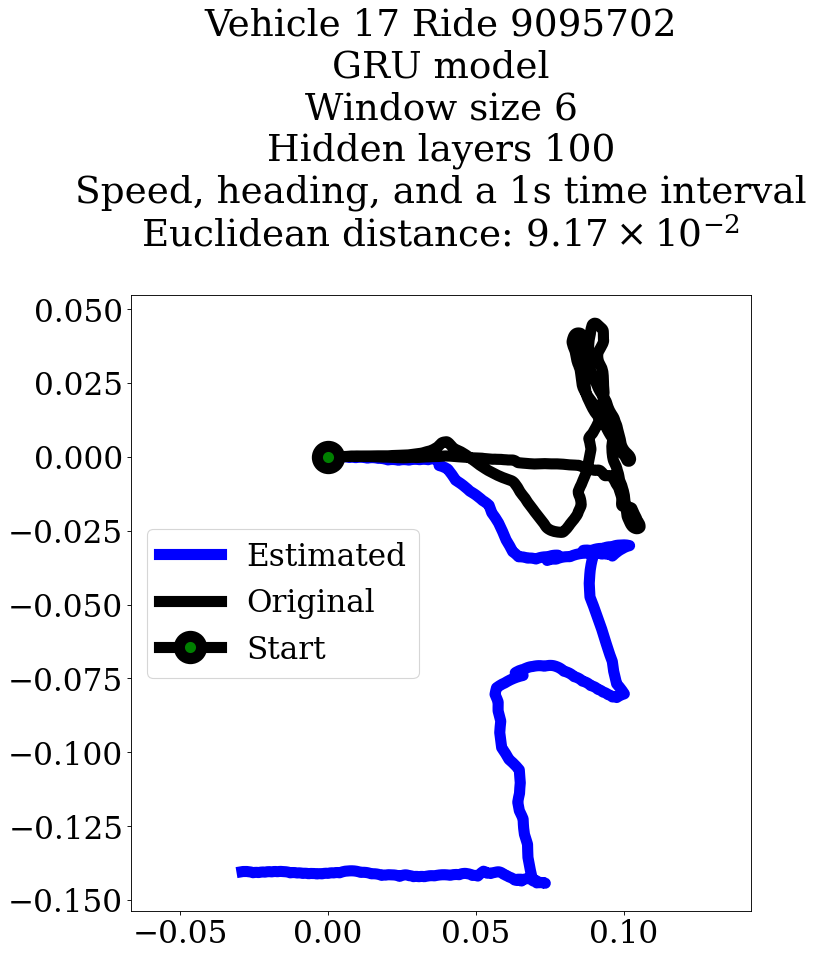 Vehicle 17 Ride 9095702
GRU model
Window size 6
Hidden layers 100
Speed, heading, and a 1s time interval
Euclidean distance: 9.17 × 10⁻²
0.050
0.025
0.000
−0.025
−0.050
−0.075
−0.100
−0.125
−0.150
Estimated
Original
Start
−0.05 0.00 0.05 0.10